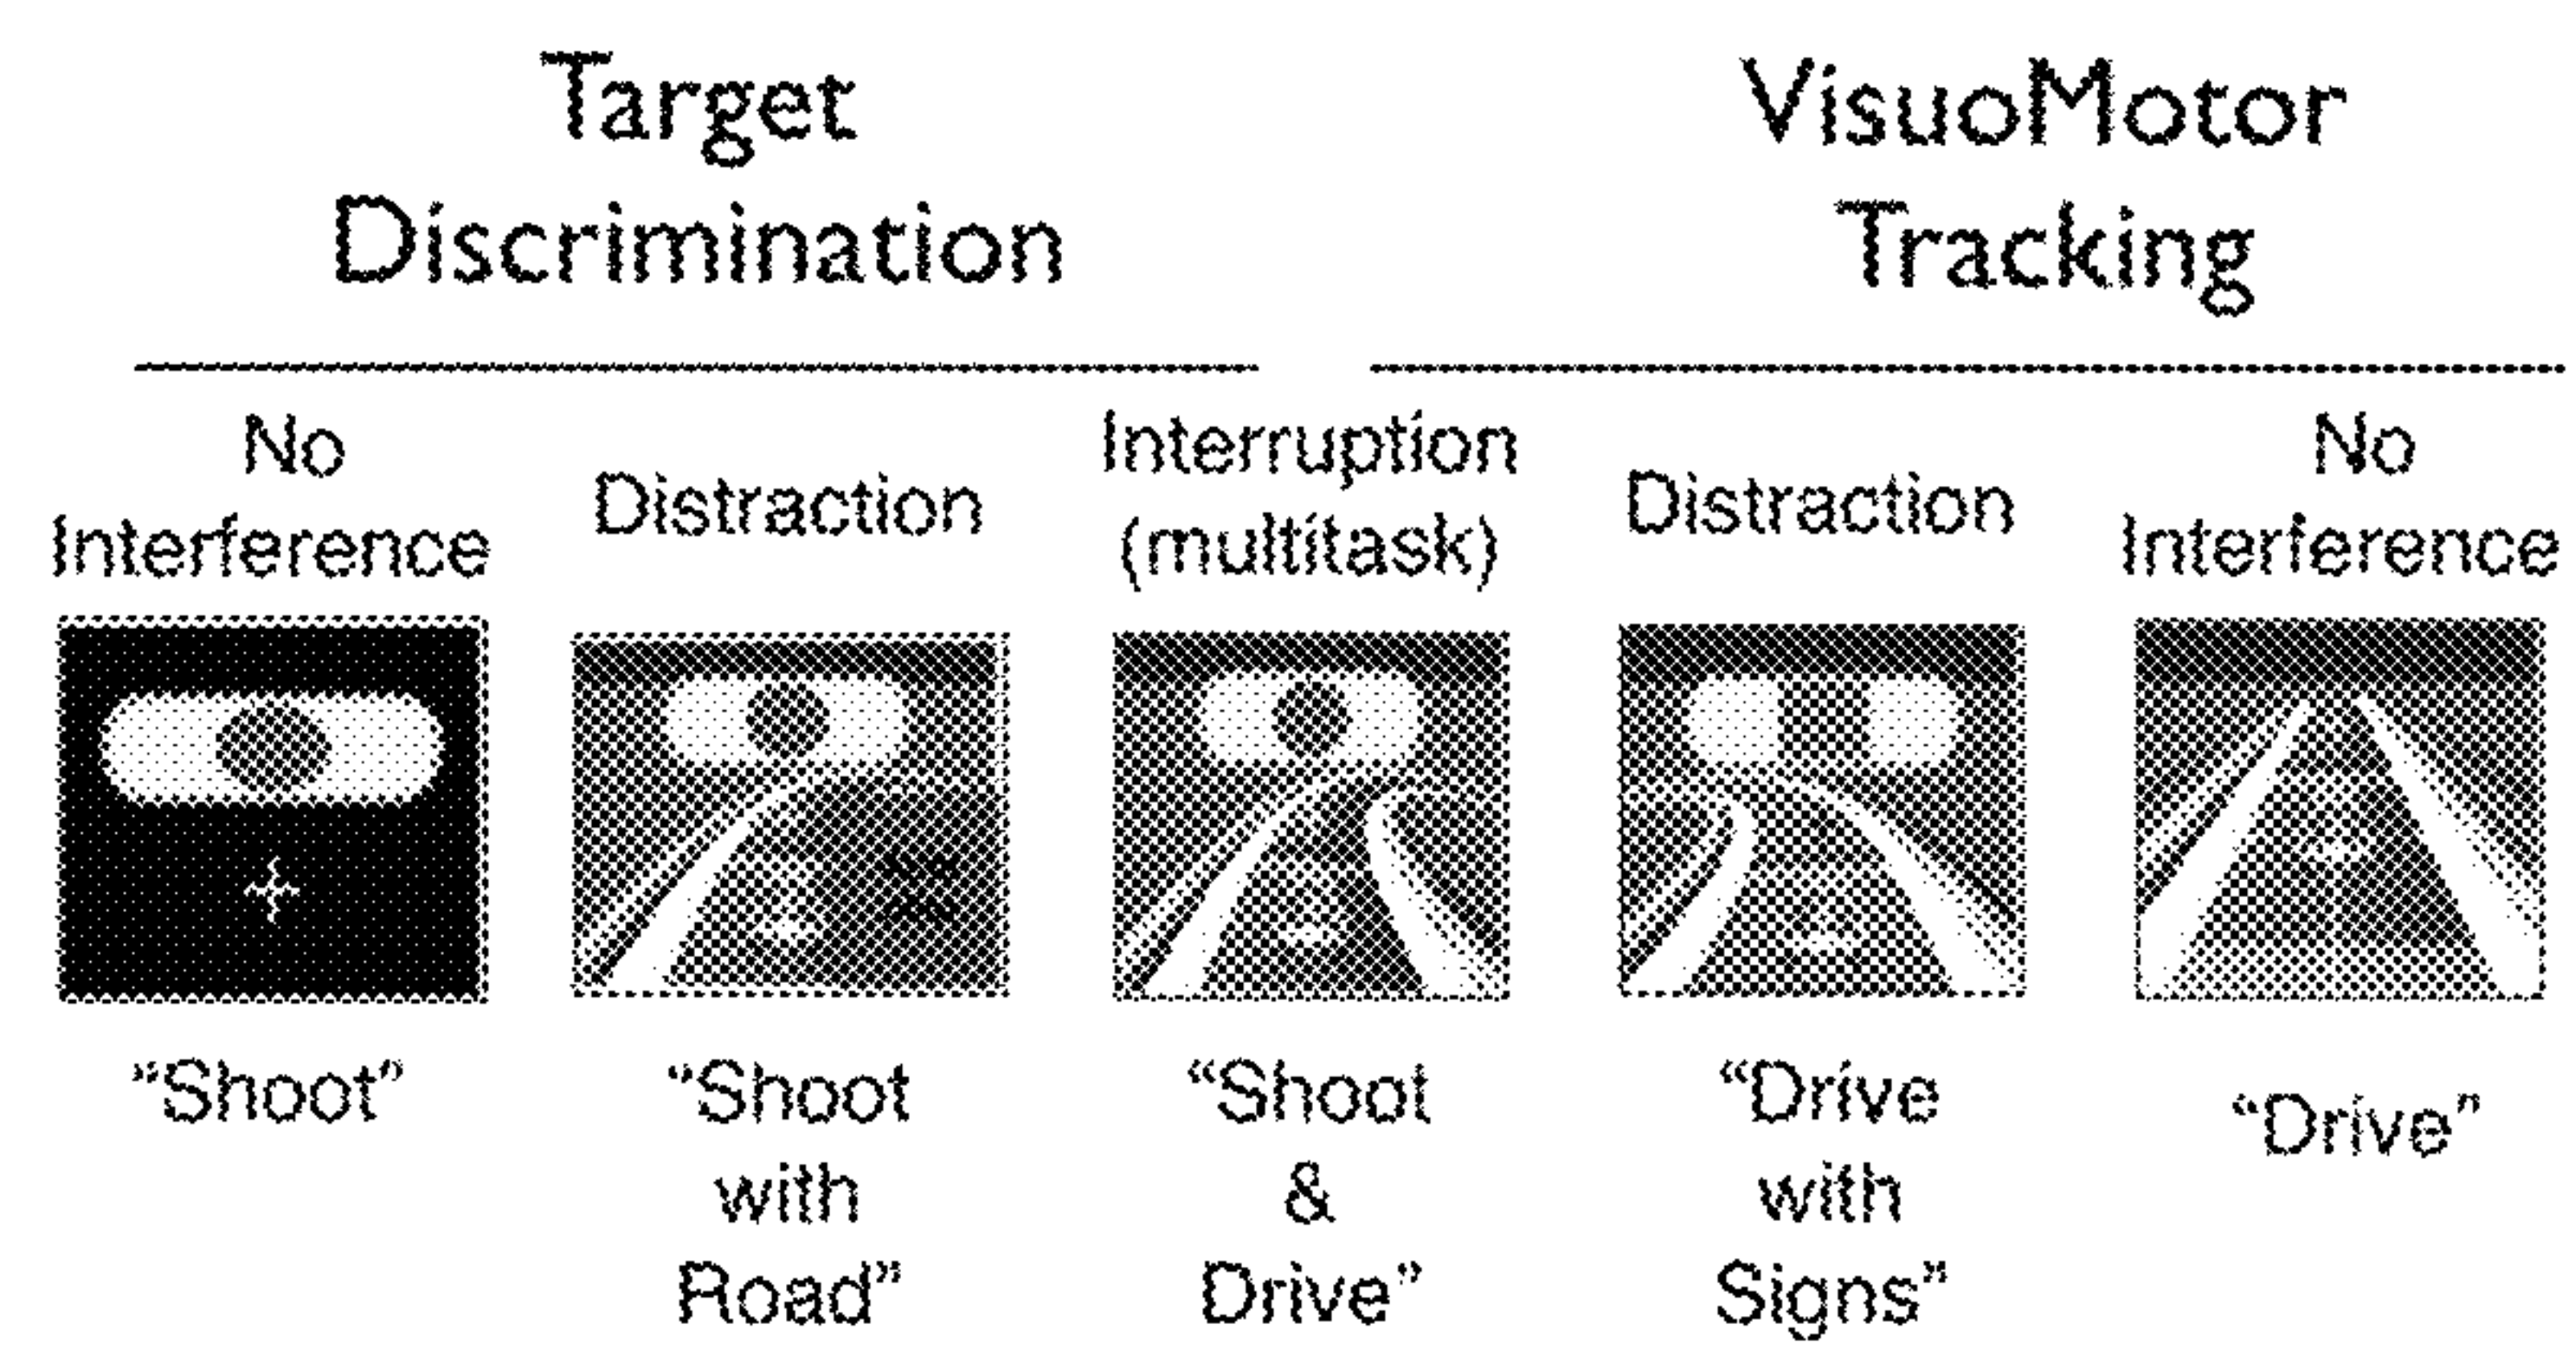 Target
Discrimination
VisuoMotor
Tracking
No
Interference
Distraction
Interruption
(multitask)
Distraction
No
Interference
"Shoot"
"Shoot
with
Road"
"Shoot
&
Drive"
"Drive
with
Signs"
"Drive"